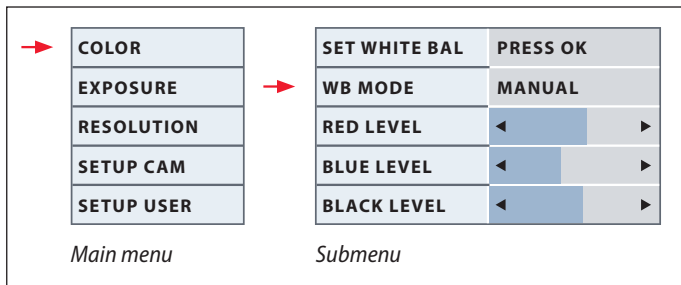 COLOR
EXPOSURE
RESOLUTION
SETUP CAM
SETUP USER
Main menu
SET WHITE BAL PRESS OK
WB MODE MANUAL
RED LEVEL
BLUE LEVEL
BLACK LEVEL
Submenu